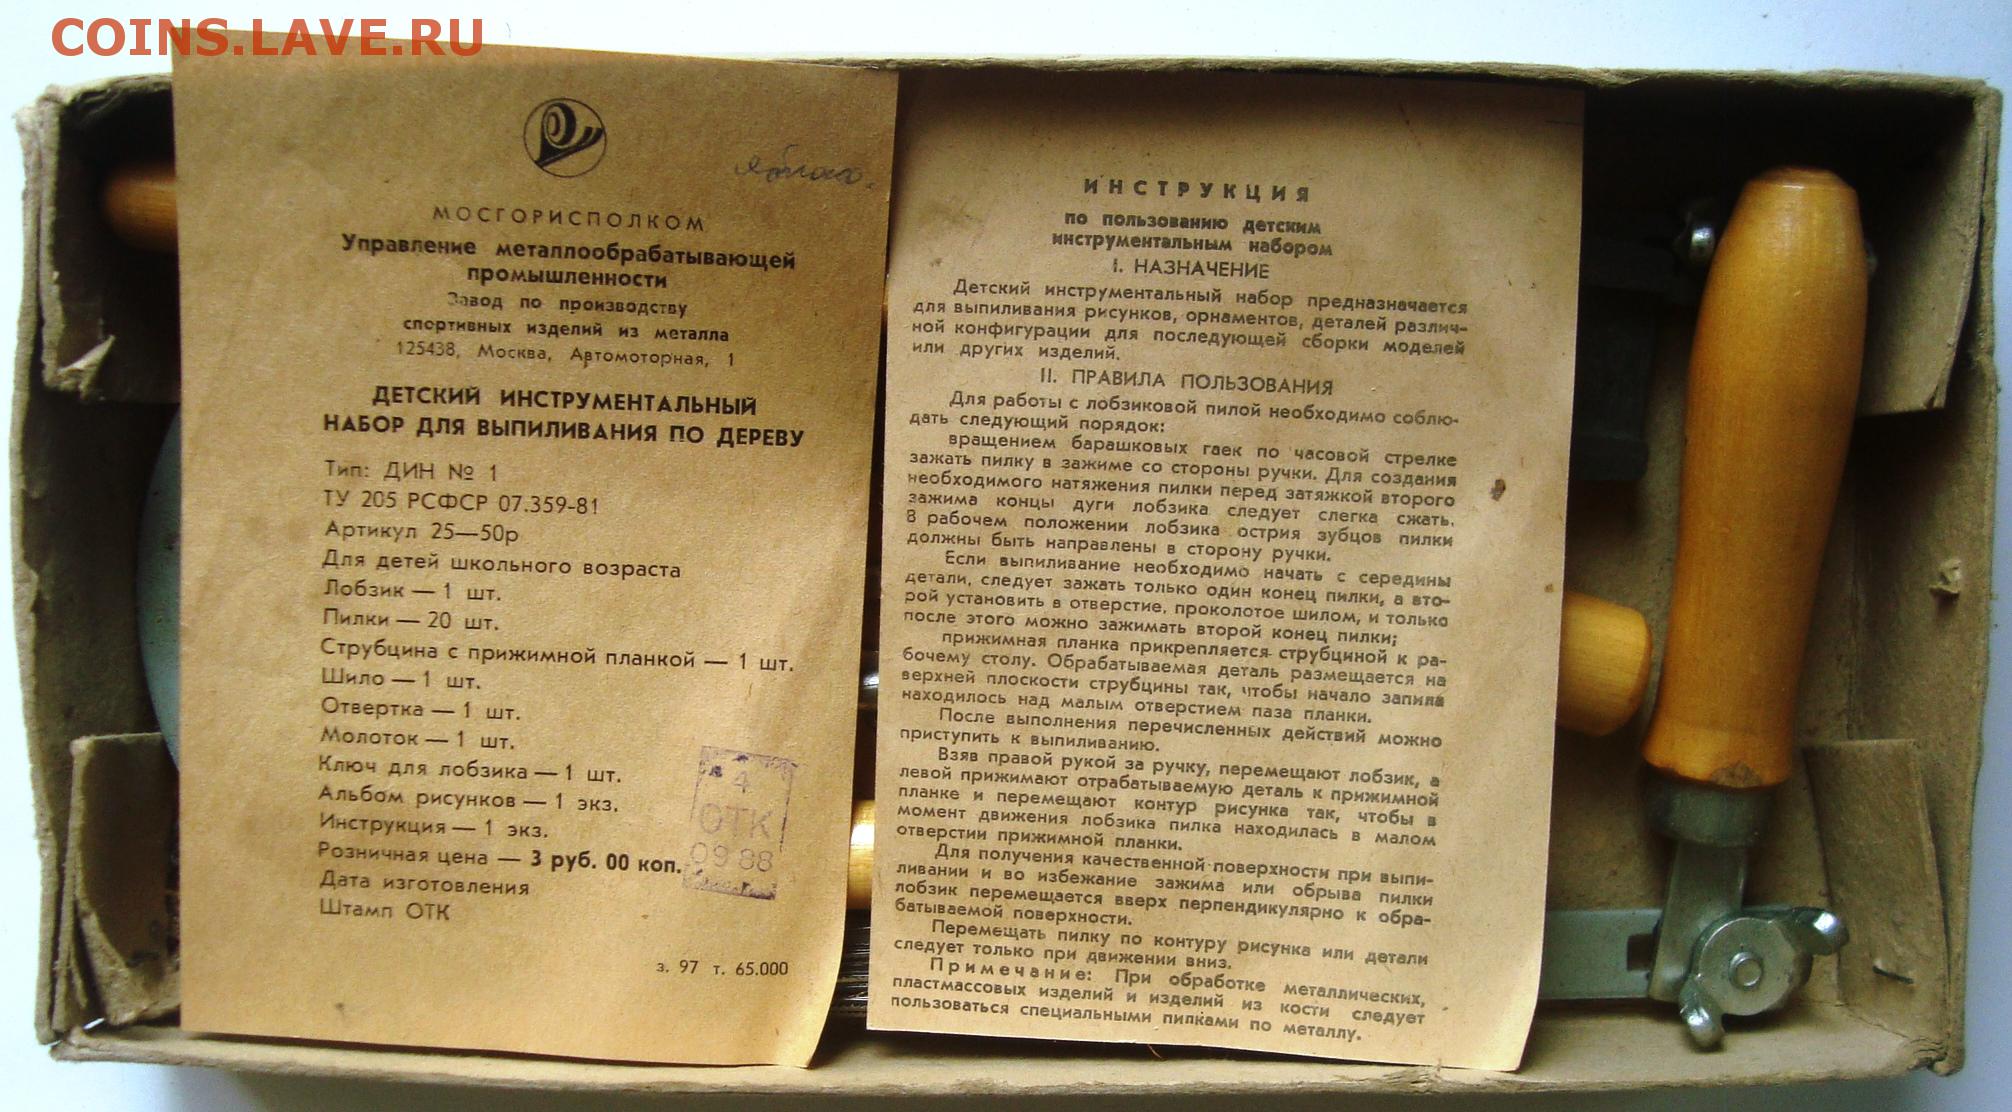 COINS.LAVE.RU
МОСГОРИСПОЛКОМ
Управление металлообрабатывающей
промышленности
Завод по производству
спортивных изделий из металла
125438, Москва, Автомоторная, 1
ДЕТСКИЙ ИНСТРУМЕНТАЛЬНЫЙ
НАБОР ДЛЯ ВЫПИЛИВАНИЯ ПО ДЕРЕВУ
Тип: ДИН № 1
ТУ 205 РСФСР 07.359-81
Артикул 25—50р
Для детей школьного возраста
Лобзик — 1 шт.
Пилки — 20 шт.
Струбцина с прижимной планкой — 1 шт.
Шило — 1 шт.
Отвертка — 1 шт.
Молоток — 1 шт.
Ключ для лобзика — 1 шт.
Альбом рисунков — 1 экз.
Инструкция — 1 экз.
Розничная цена — 3 руб. 00 коп.
Дата изготовления
Штамп ОТК
4
ОТК
09 88
з. 97 т. 65.000
ИНСТРУКЦИЯ
по пользованию детским
инструментальным набором
I. НАЗНАЧЕНИЕ
Детский инструментальный набор предназначается
для выпиливания рисунков, орнаментов, деталей различ-
ной конфигурации для последующей сборки моделей
или других изделий.
II. ПРАВИЛА ПОЛЬЗОВАНИЯ
Для работы с лобзиковой пилой необходимо соблю-
дать следующий порядок:
вращением барашковых гаек по часовой стрелке
зажать пилку в зажиме со стороны ручки. Для создания
необходимого натяжения пилки перед затяжкой второго
зажима концы дуги лобзика следует слегка сжать.
В рабочем положении лобзика острия зубцов пилки
должны быть направлены в сторону ручки.
Если выпиливание необходимо начать с середины
детали, следует зажать только один конец пилки, а вто-
рой установить в отверстие, проколотое шилом, и только
после этого можно зажимать второй конец пилки;
прижимная планка прикрепляется струбциной к ра-
бочему столу. Обрабатываемая деталь размещается на
верхней плоскости струбцины так, чтобы начало запила
находилось над малым отверстием паза планки.
После выполнения перечисленных действий можно
приступить к выпиливанию.
Взяв правой рукой за ручку, перемещают лобзик, а
левой прижимают отрабатываемую деталь к прижимной
планке и перемещают контур рисунка так, чтобы в
момент движения лобзика пилка находилась в малом
отверстии прижимной планки.
Для получения качественной поверхности при выпи-
ливании и во избежание зажима или обрыва пилки
лобзик перемещается вверх перпендикулярно к обра-
батываемой поверхности.
Перемещать пилку по контуру рисунка или детали
следует только при движении вниз.
Примечание: При обработке металлических,
пластмассовых изделий и изделий из кости следует
пользоваться специальными пилками по металлу.